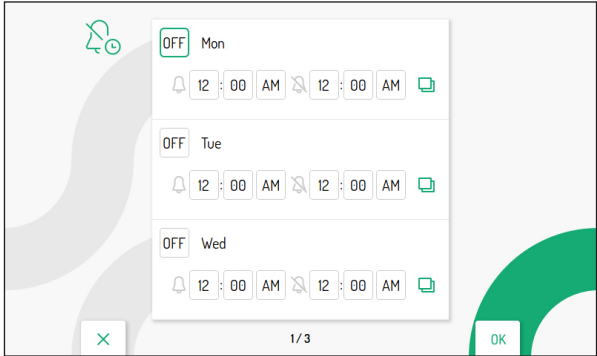 OFF Mon
12 : 00 AM 12 : 00 AM
OFF Tue
12 : 00 AM 12 : 00 AM
OFF Wed
12 : 00 AM 12 : 00 AM
1/3 OK